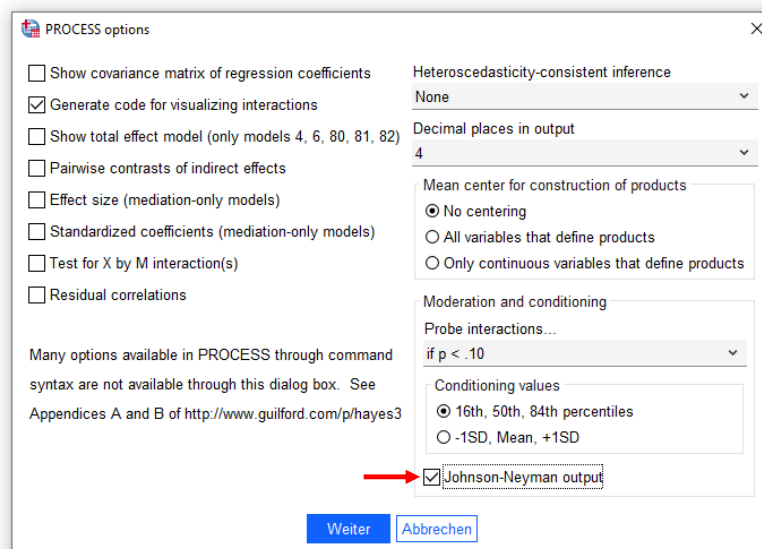 PROCESS options
Show covariance matrix of regression coefficients
Generate code for visualizing interactions
Show total effect model (only models 4, 6, 80, 81, 82)
Pairwise contrasts of indirect effects
Effect size (mediation-only models)
Standardized coefficients (mediation-only models)
Test for X by M interaction(s)
Residual correlations
Many options available in PROCESS through command
syntax are not available through this dialog box.  See
Appendices A and B of http://www.guilford.com/p/hayes3
Heteroscedasticity-consistent inference
None
Decimal places in output
4
Mean center for construction of products
No centering
All variables that define products
Only continuous variables that define products
Moderation and conditioning
Probe interactions...
if p < .10
Conditioning values
16th, 50th, 84th percentiles
-1SD, Mean, +1SD
Johnson-Neyman output
Weiter
Abbrechen